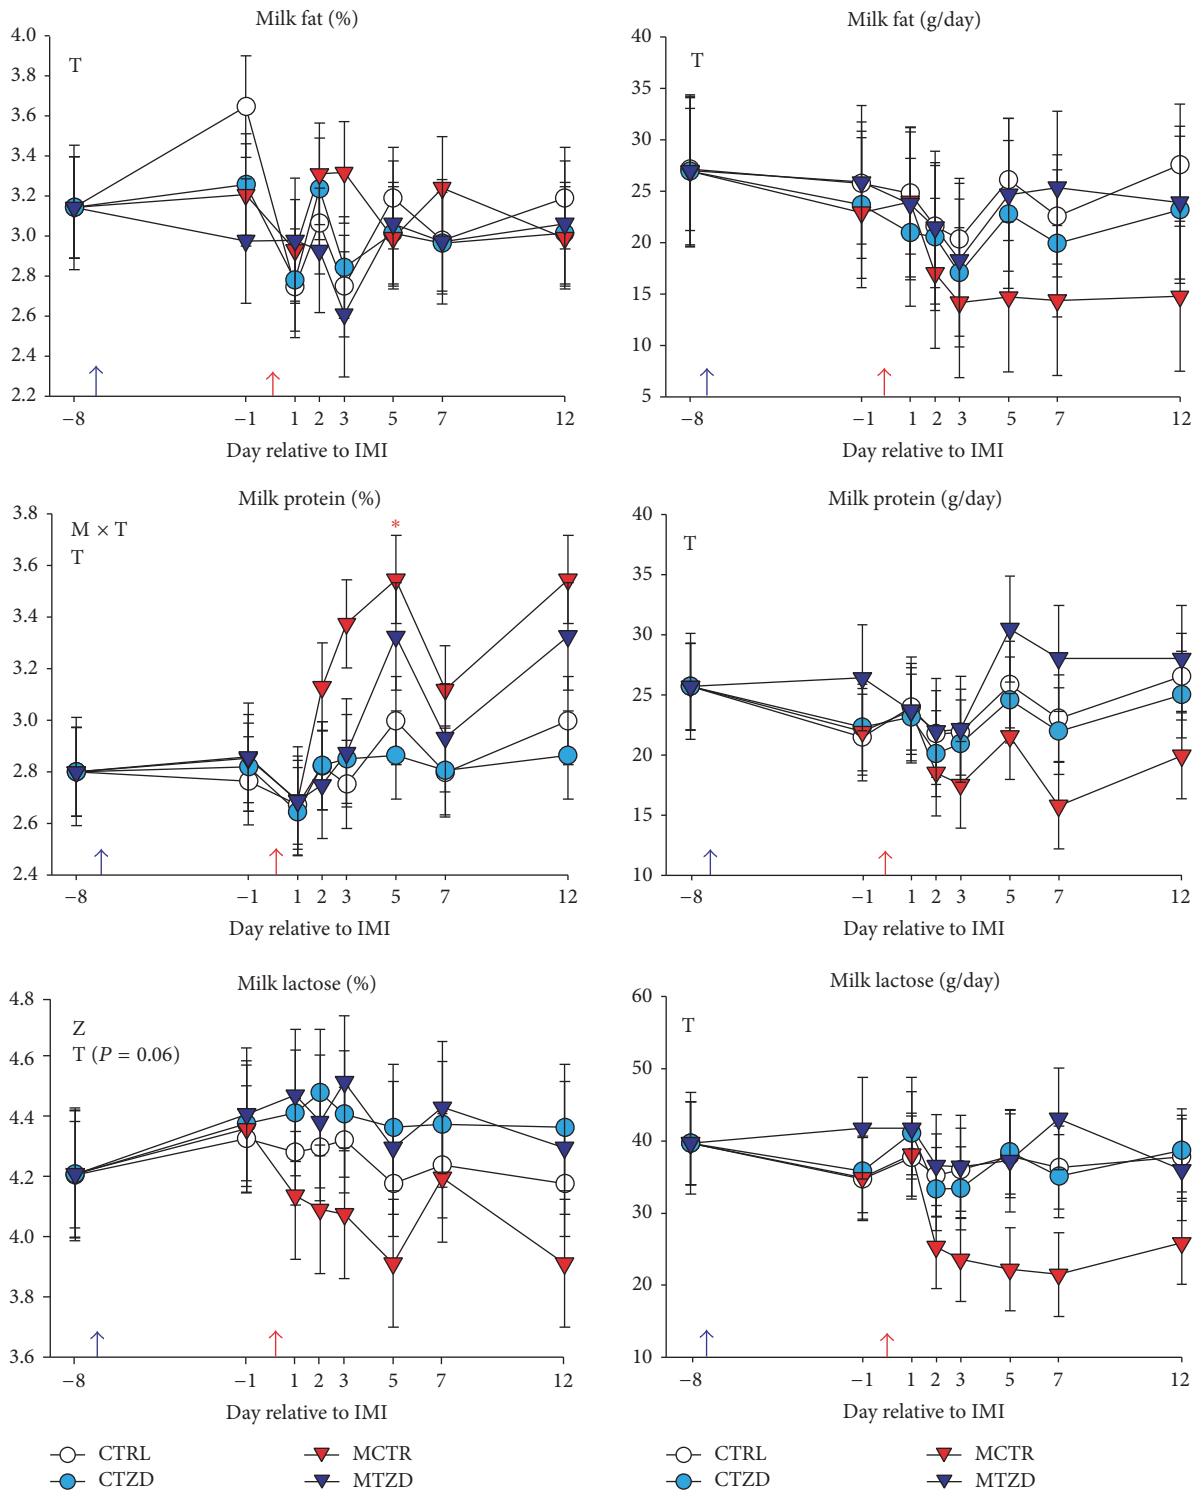 Milk fat (%)
4.0
3.8
3.6
3.4
3.2
3.0
2.8
2.6
2.4
2.2
T
−8 −1 1 2 3 5 7 12
Day relative to IMI
Milk fat (g/day)
40
35
30
25
20
15
10
5
T
−8 −1 1 2 3 5 7 12
Day relative to IMI
Milk protein (%)
3.8
3.6
3.4
3.2
3.0
2.8
2.6
2.4
M × T
T
*
−8 −1 1 2 3 5 7 12
Day relative to IMI
Milk protein (g/day)
40
35
30
25
20
15
10
T
−8 −1 1 2 3 5 7 12
Day relative to IMI
Milk lactose (%)
4.8
4.6
4.4
4.2
4.0
3.8
3.6
Z
T (P = 0.06)
−8 −1 1 2 3 5 7 12
Day relative to IMI
Milk lactose (g/day)
60
50
40
30
20
10
T
−8 −1 1 2 3 5 7 12
Day relative to IMI
CTRL MCTR
CTZD MTZD
CTRL MCTR
CTZD MTZD